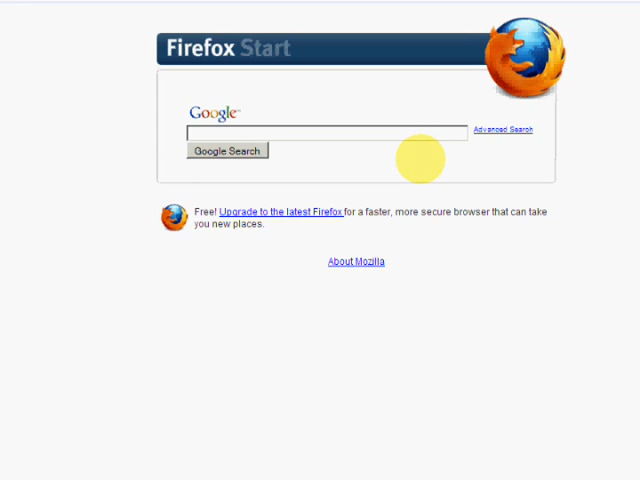 Firefox Start
Google™
Advanced Search
Google Search
Free! Upgrade to the latest Firefox for a faster, more secure browser that can take
you new places.
About Mozilla